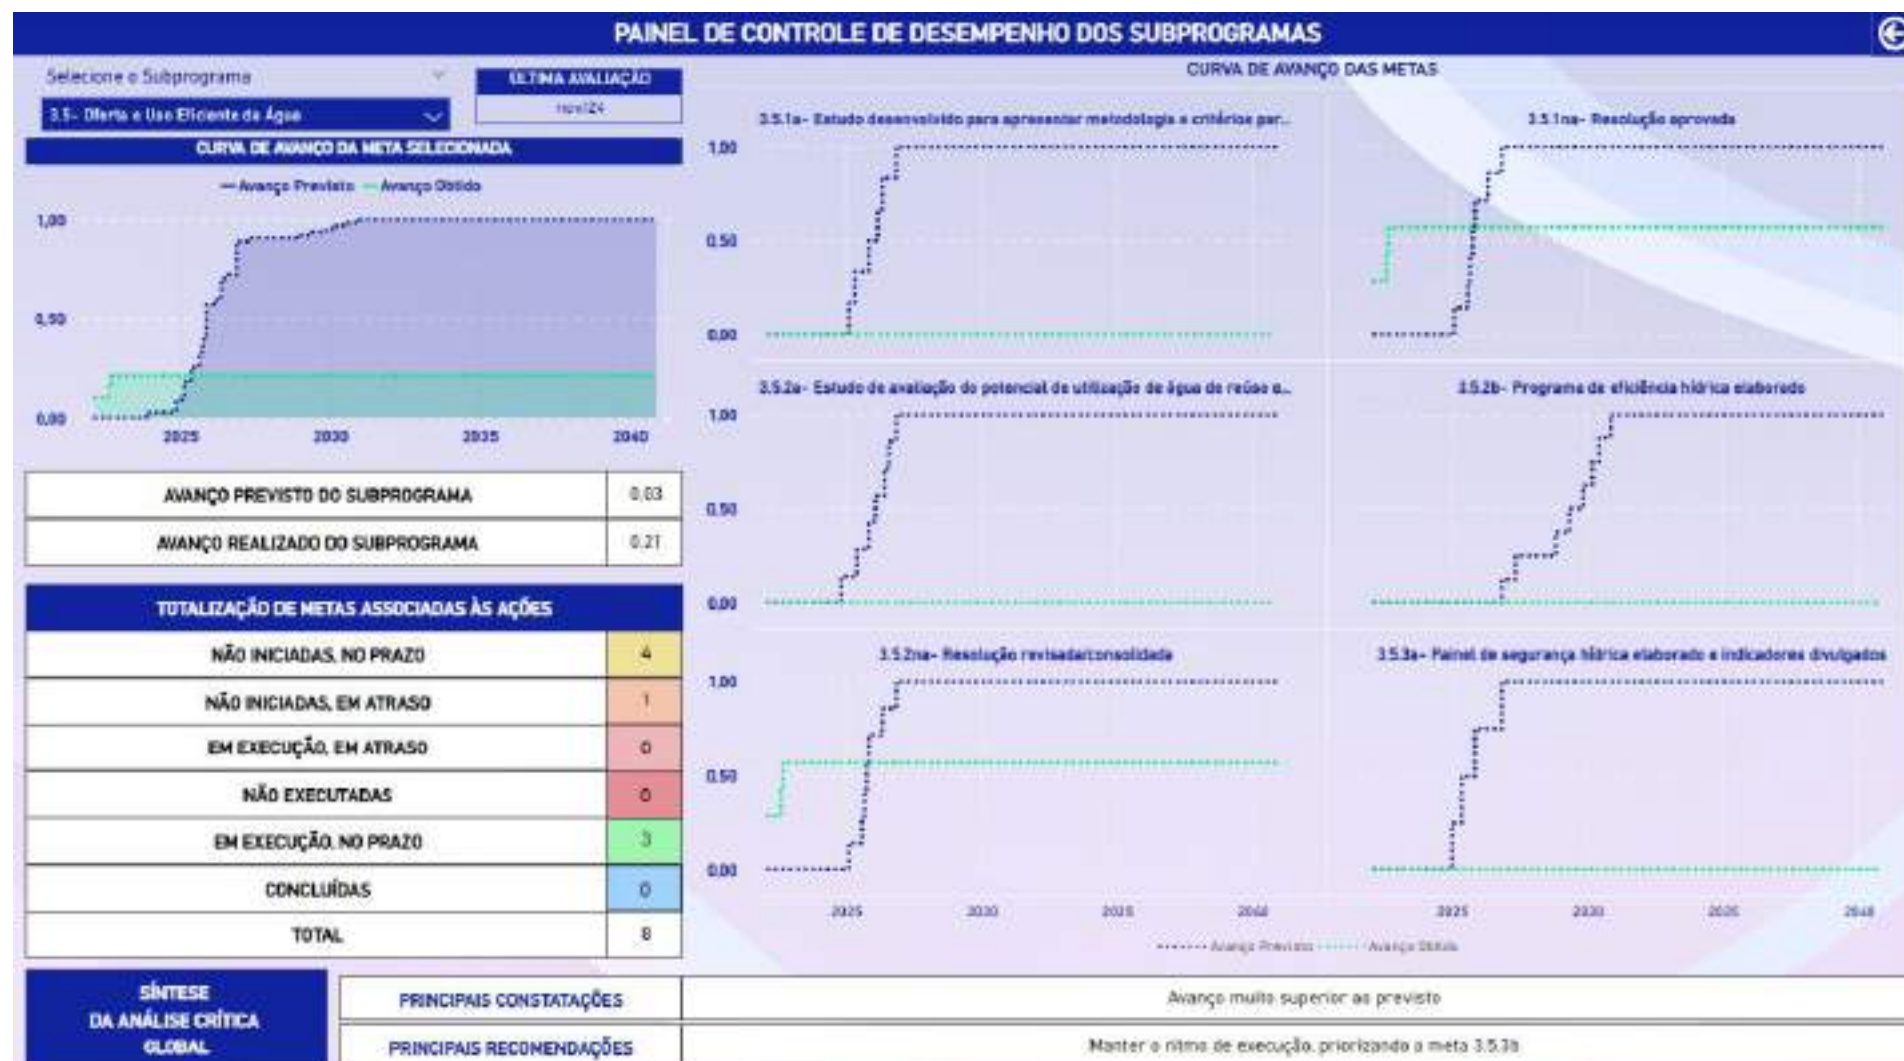 PAINEL DE CONTROLE DE DESEMPENHO DOS SUBPROGRAMAS
Selecione o Subprograma
ÚLTIMA AVALIAÇÃO
3.5- Oferta e Uso Eficiente da Água
nov/24
CURVA DE AVANÇO DA META SELECIONADA
Avanço Previsto
Avanço Obtido
1,00
0,50
0,00
2025
2030
2035
2040
AVANÇO PREVISTO DO SUBPROGRAMA
0,03
AVANÇO REALIZADO DO SUBPROGRAMA
0,21
TOTALIZAÇÃO DE METAS ASSOCIADAS ÀS AÇÕES
NÃO INICIADAS, NO PRAZO
4
NÃO INICIADAS, EM ATRASO
1
EM EXECUÇÃO, EM ATRASO
0
NÃO EXECUTADAS
0
EM EXECUÇÃO, NO PRAZO
3
CONCLUÍDAS
0
TOTAL
8
CURVA DE AVANÇO DAS METAS
3.5.1a- Estudo desenvolvido para apresentar metodologia e critérios par...
3.5.1na- Resolução aprovada
1,00
0,50
0,00
3.5.2a- Estudo de avaliação do potencial de utilização de água de reúso e...
3.5.2b- Programa de eficiência hídrica elaborado
1,00
0,50
0,00
3.5.2na- Resolução revisada/consolidada
3.5.3a- Painel de segurança hídrica elaborado e indicadores divulgados
1,00
0,50
0,00
2025
2030
2035
2040
2025
2030
2035
2040
Avanço Previsto
Avanço Obtido
SÍNTESE
DA ANÁLISE CRÍTICA
GLOBAL
PRINCIPAIS CONSTATAÇÕES
Avanço muito superior ao previsto
PRINCIPAIS RECOMENDAÇÕES
Manter o ritmo de execução, priorizando a meta 3.5.3b